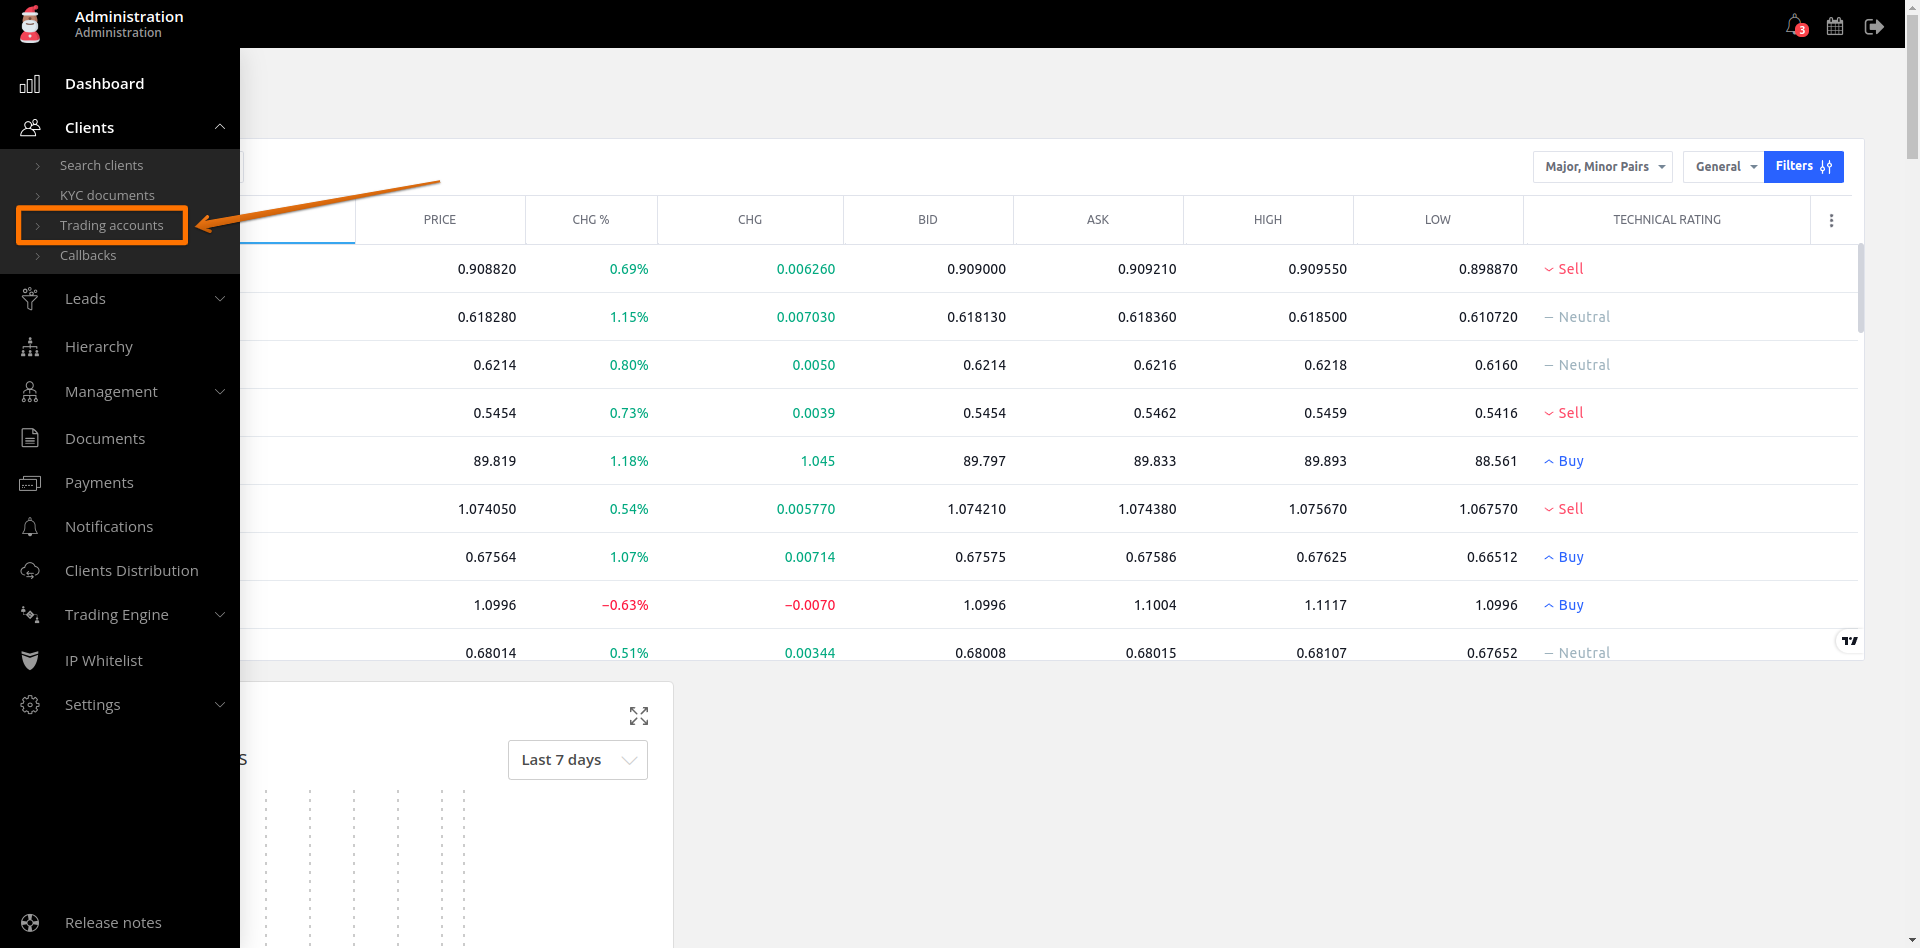 Administration
Administration
3
Dashboard
Clients
Search clients
KYC documents
Trading accounts
Callbacks
Leads
Hierarchy
Management
Documents
Payments
Notifications
Clients Distribution
Trading Engine
IP Whitelist
Settings
Release notes
Major, Minor Pairs
General
Filters
PRICE CHG % CHG BID ASK HIGH LOW TECHNICAL RATING
0.908820 0.69% 0.006260 0.909000 0.909210 0.909550 0.898870 Sell
0.618280 1.15% 0.007030 0.618130 0.618360 0.618500 0.610720 — Neutral
0.6214 0.80% 0.0050 0.6214 0.6216 0.6218 0.6160 — Neutral
0.5454 0.73% 0.0039 0.5454 0.5462 0.5459 0.5416 Sell
89.819 1.18% 1.045 89.797 89.833 89.893 88.561 Buy
1.074050 0.54% 0.005770 1.074210 1.074380 1.075670 1.067570 Sell
0.67564 1.07% 0.00714 0.67575 0.67586 0.67625 0.66512 Buy
1.0996 −0.63% −0.0070 1.0996 1.1004 1.1117 1.0996 Buy
0.68014 0.51% 0.00344 0.68008 0.68015 0.68107 0.67652 — Neutral
s
Last 7 days